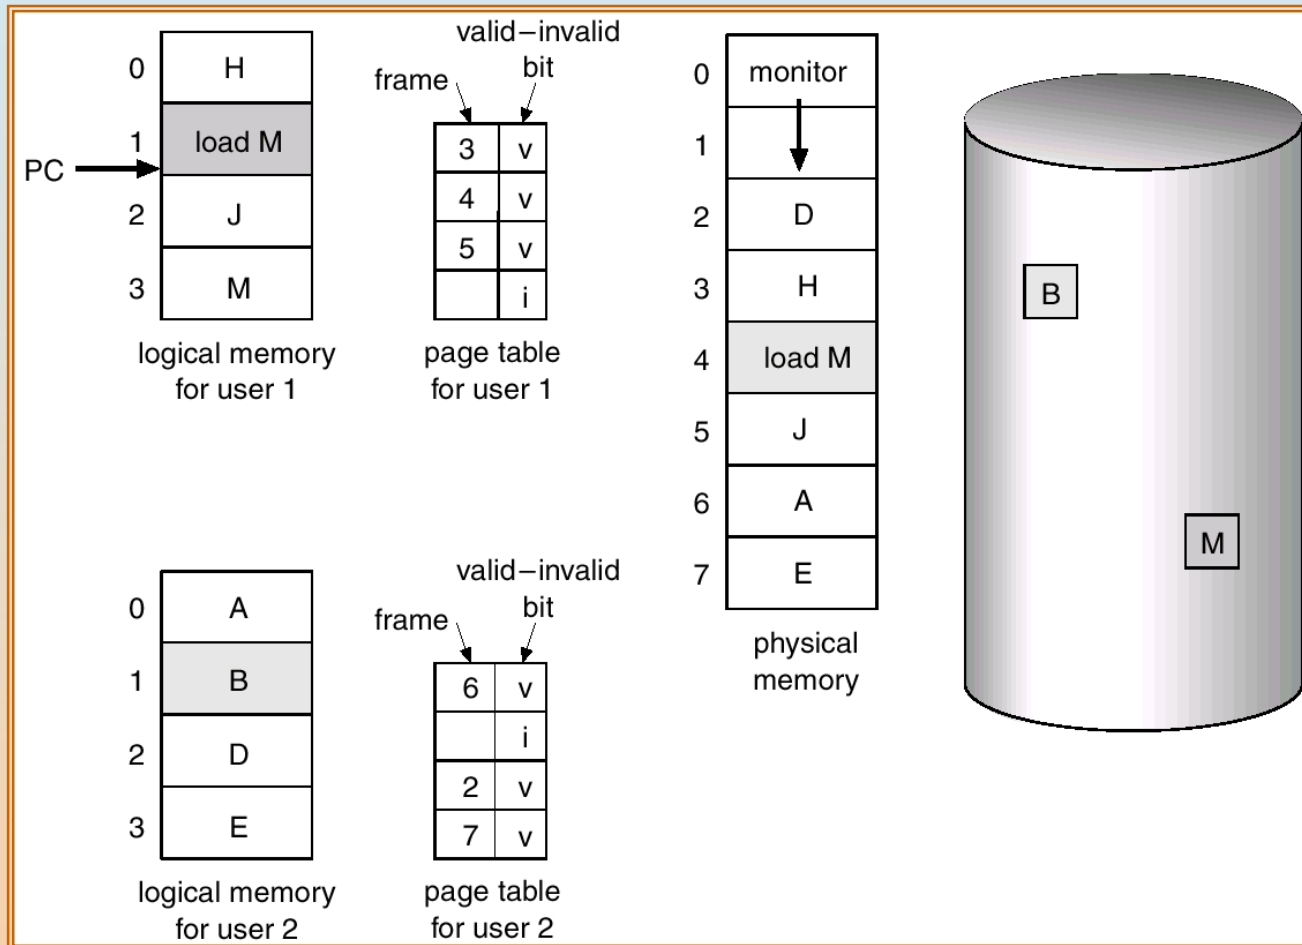 valid–invalid
bit
frame
0 H
1 load M
PC
2 J
3 M
3 v
4 v
5 v
i
logical memory
for user 1
page table
for user 1
valid–invalid
bit
frame
0 A
1 B
2 D
3 E
6 v
i
2 v
7 v
logical memory
for user 2
page table
for user 2
0 monitor
1
2 D
3 H
4 load M
5 J
6 A
7 E
physical
memory
B
M